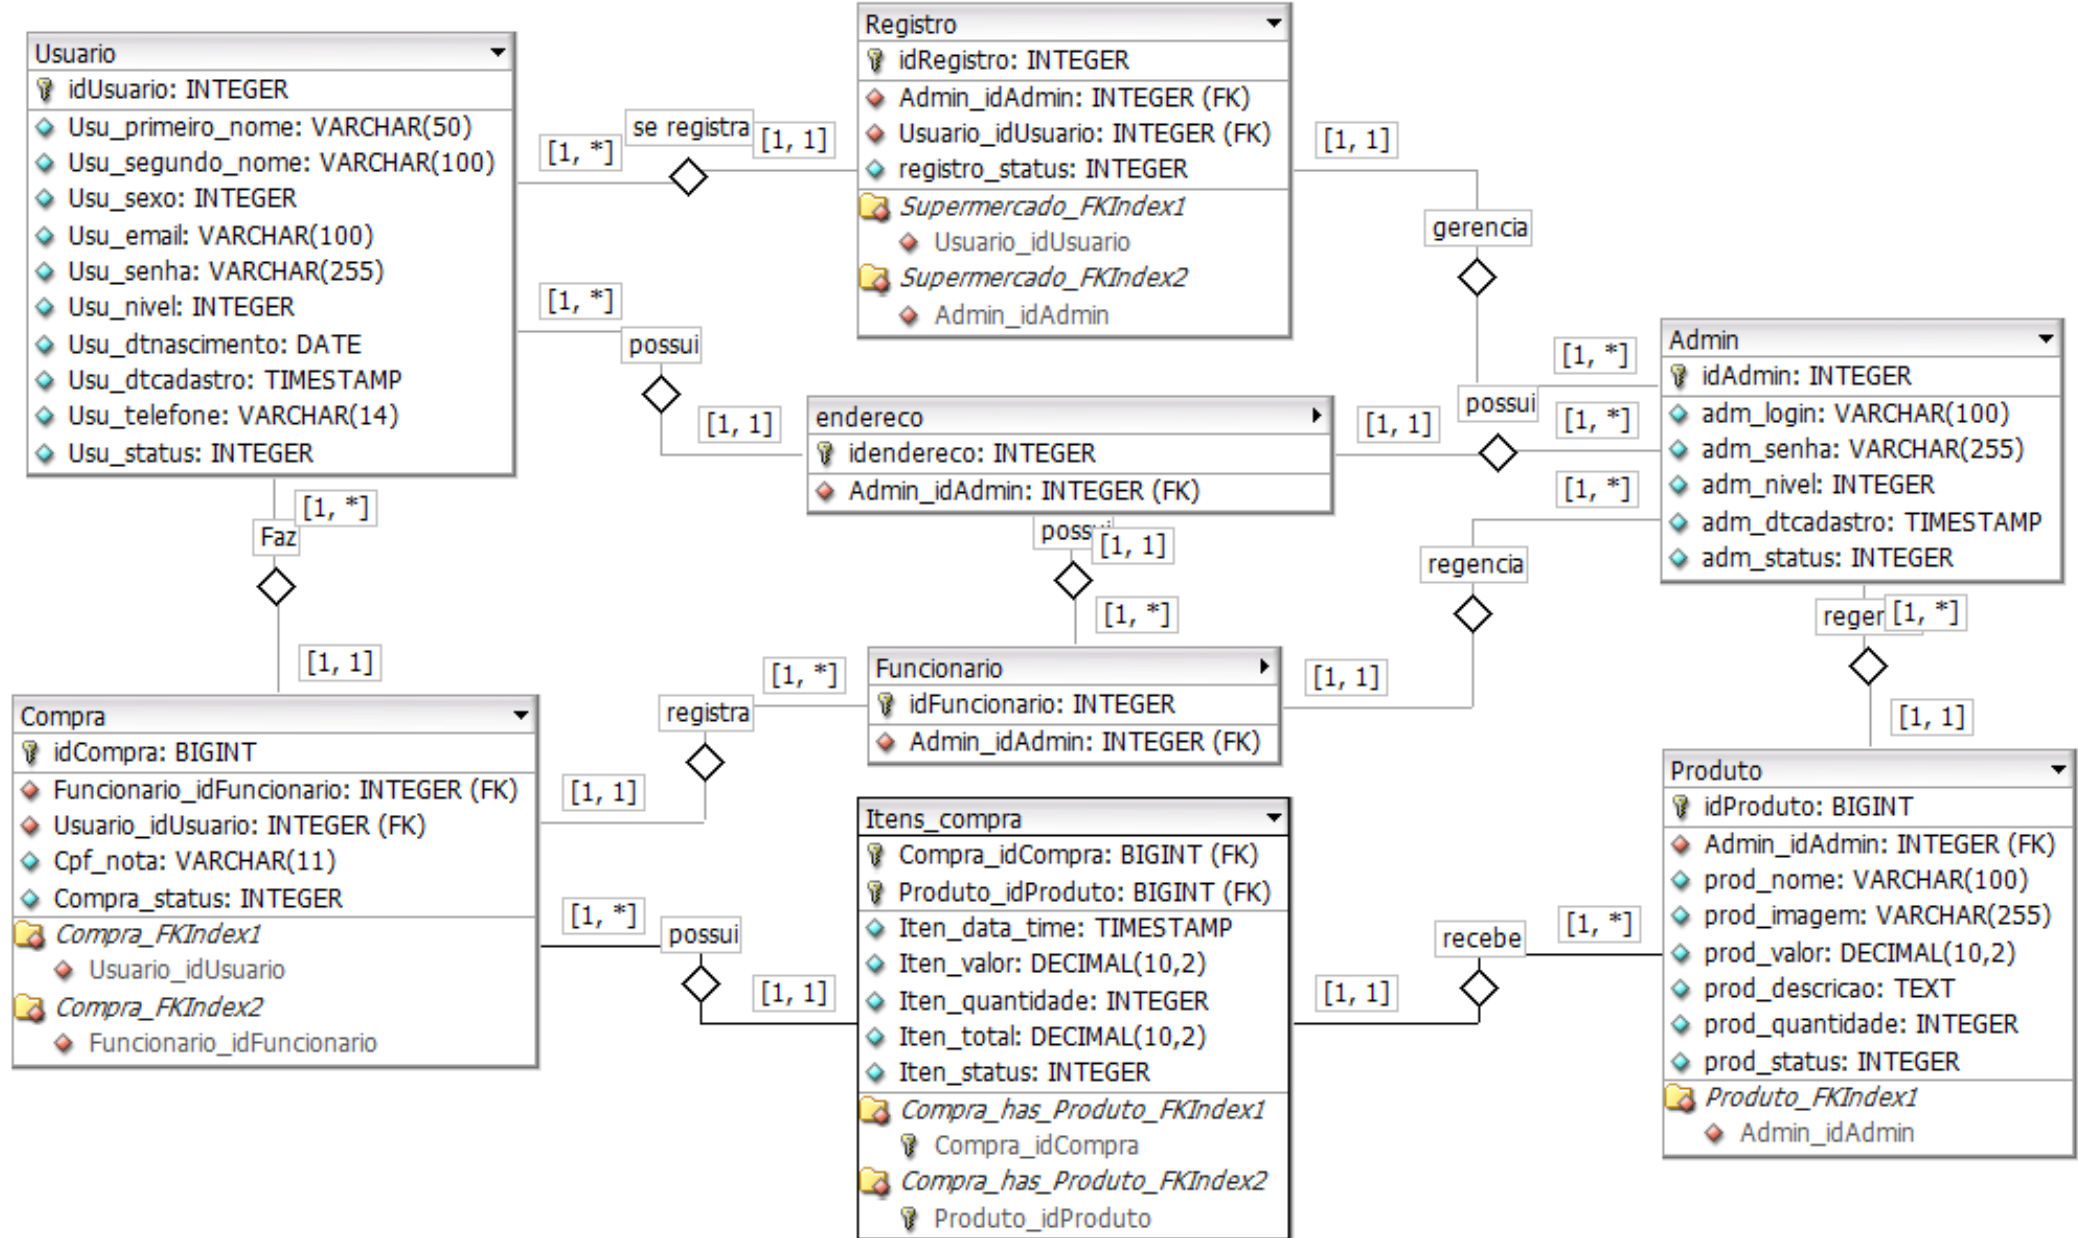 Usuario
idUsuario: INTEGER
Usu_primeiro_nome: VARCHAR(50)
Usu_segundo_nome: VARCHAR(100)
Usu_sexo: INTEGER
Usu_email: VARCHAR(100)
Usu_senha: VARCHAR(255)
Usu_nivel: INTEGER
Usu_dtnascimento: DATE
Usu_dtcadastro: TIMESTAMP
Usu_telefone: VARCHAR(14)
Usu_status: INTEGER
[1, *]
se registra
[1, 1]
Registro
idRegistro: INTEGER
Admin_idAdmin: INTEGER (FK)
Usuario_idUsuario: INTEGER (FK)
registro_status: INTEGER
Supermercado_FKIndex1
Usuario_idUsuario
Supermercado_FKIndex2
Admin_idAdmin
[1, 1]
gerencia
[1, *]
[1, *]
possui
[1, 1]
endereco
idendereco: INTEGER
Admin_idAdmin: INTEGER (FK)
[1, 1]
possui
[1, *]
Admin
idAdmin: INTEGER
adm_login: VARCHAR(100)
adm_senha: VARCHAR(255)
adm_nivel: INTEGER
adm_dtcadastro: TIMESTAMP
adm_status: INTEGER
[1, *]
regencia
[1, 1]
[1, *]
Faz
[1, 1]
[1, 1]
[1, *]
Funcionario
idFuncionario: INTEGER
Admin_idAdmin: INTEGER (FK)
[1, *]
[1, 1]
[1, *]
registra
[1, 1]
Compra
idCompra: BIGINT
Funcionario_idFuncionario: INTEGER (FK)
Usuario_idUsuario: INTEGER (FK)
Cpf_nota: VARCHAR(11)
Compra_status: INTEGER
Compra_FKIndex1
Usuario_idUsuario
Compra_FKIndex2
Funcionario_idFuncionario
[1, *]
possui
[1, 1]
Itens_compra
Compra_idCompra: BIGINT (FK)
Produto_idProduto: BIGINT (FK)
Iten_data_time: TIMESTAMP
Iten_valor: DECIMAL(10,2)
Iten_quantidade: INTEGER
Iten_total: DECIMAL(10,2)
Iten_status: INTEGER
Compra_has_Produto_FKIndex1
Compra_idCompra
Compra_has_Produto_FKIndex2
Produto_idProduto
[1, 1]
recebe
[1, *]
Produto
idProduto: BIGINT
Admin_idAdmin: INTEGER (FK)
prod_nome: VARCHAR(100)
prod_imagem: VARCHAR(255)
prod_valor: DECIMAL(10,2)
prod_descricao: TEXT
prod_quantidade: INTEGER
prod_status: INTEGER
Produto_FKIndex1
Admin_idAdmin